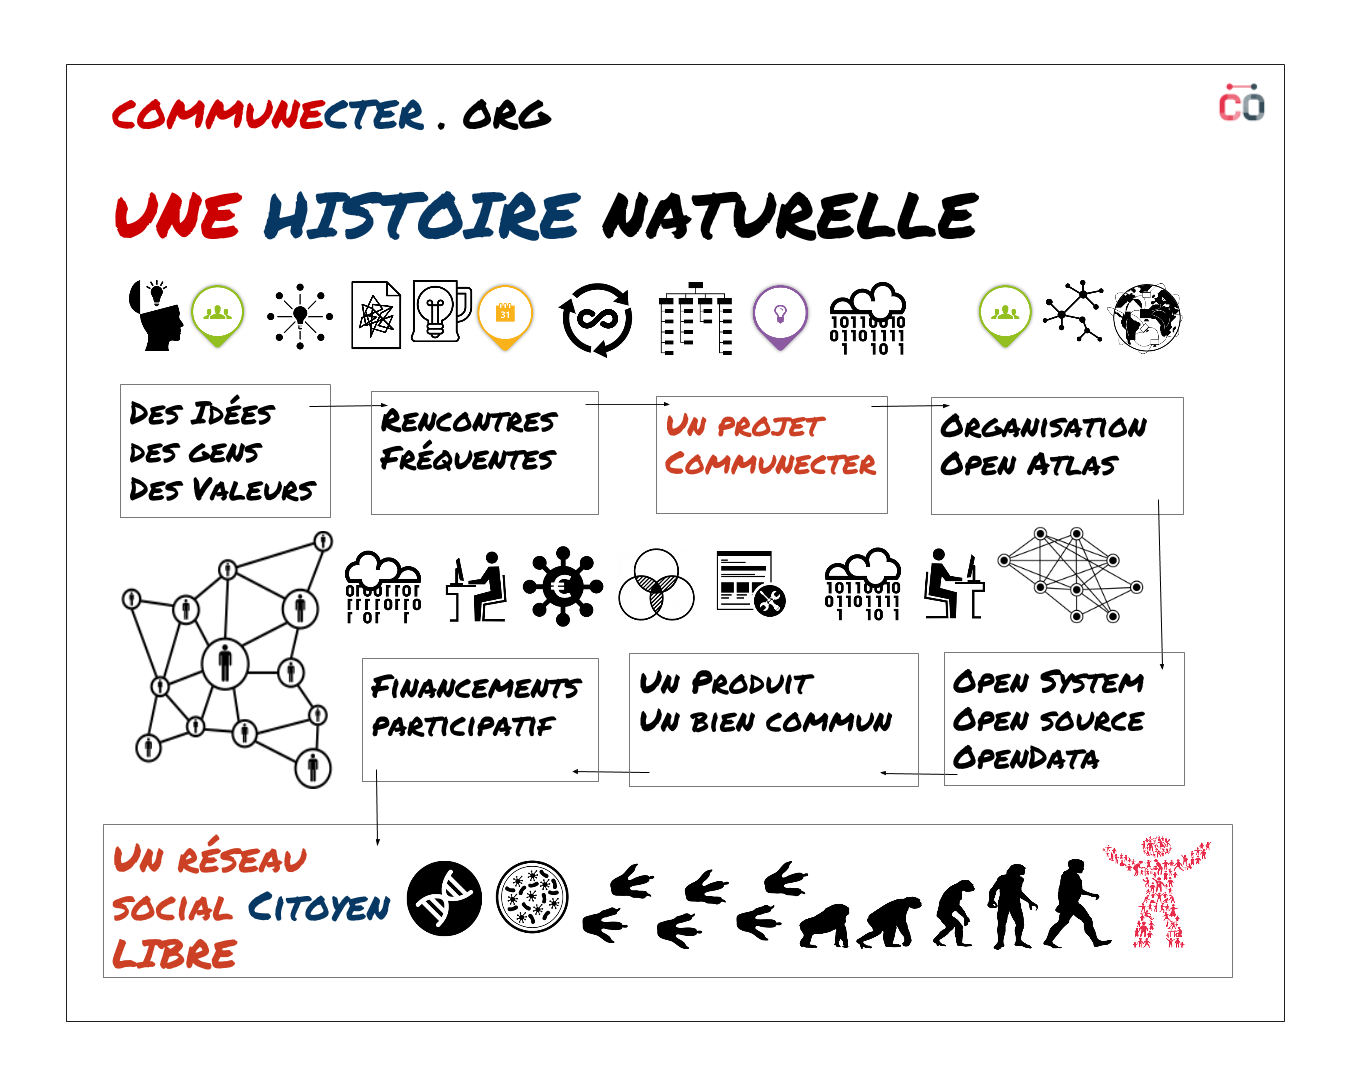 COMMUNECTER . ORG
CO
UNE HISTOIRE NATURELLE
31
10110010
01101111
1 10 1
DES IDÉES
DES GENS
DES VALEURS
RENCONTRES
FRÉQUENTES
UN PROJET
COMMUNECTER
ORGANISATION
OPEN ATLAS
€
10110010
01101111
1 10 1
FINANCEMENTS
PARTICIPATIF
UN PRODUIT
UN BIEN COMMUN
OPEN SYSTEM
OPEN SOURCE
OPENDATA
UN RÉSEAU
SOCIAL CITOYEN
LIBRE